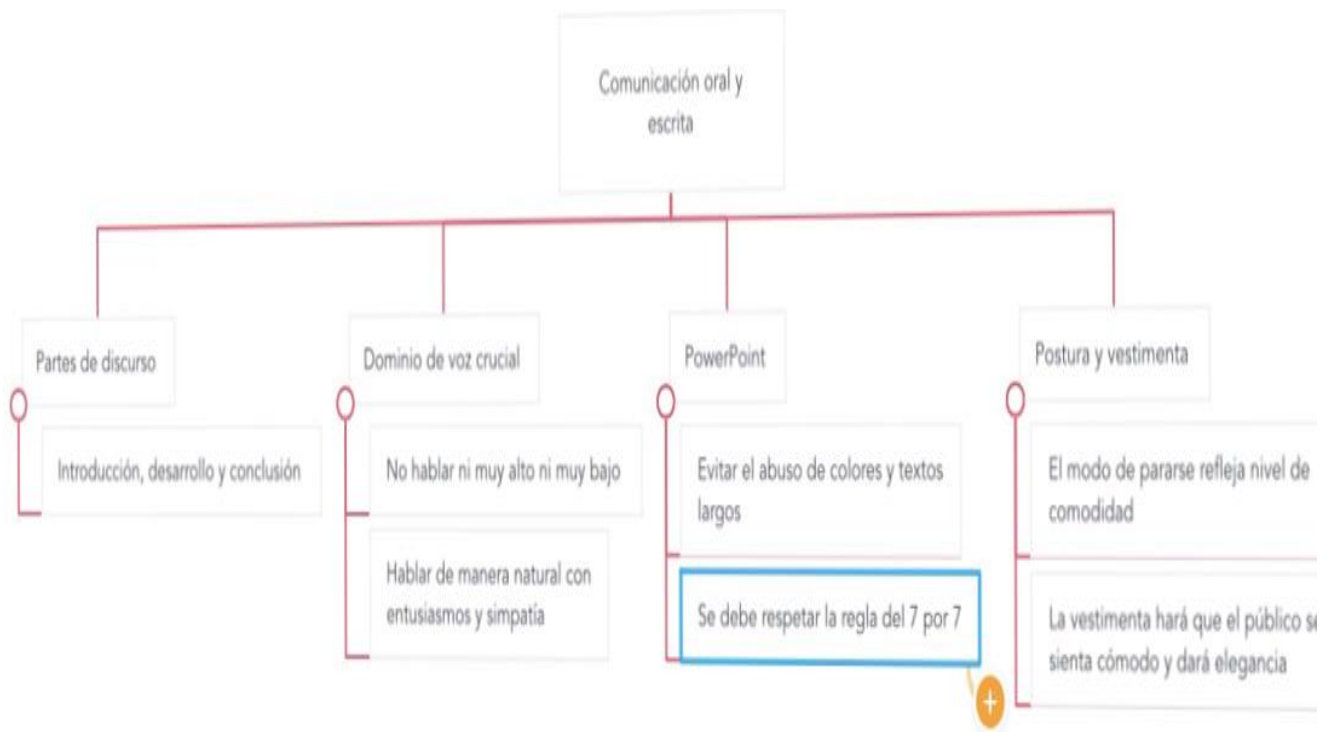 Comunicación oral y
escrita
Partes de discurso
Introducción, desarrollo y conclusión
Dominio de voz crucial
No hablar ni muy alto ni muy bajo
Hablar de manera natural con
entusiasmos y simpatía
PowerPoint
Evitar el abuso de colores y textos
largos
Se debe respetar la regla del 7 por 7
+
Postura y vestimenta
El modo de pararse refleja nivel de
comodidad
La vestimenta hará que el público se
sienta cómodo y dará elegancia